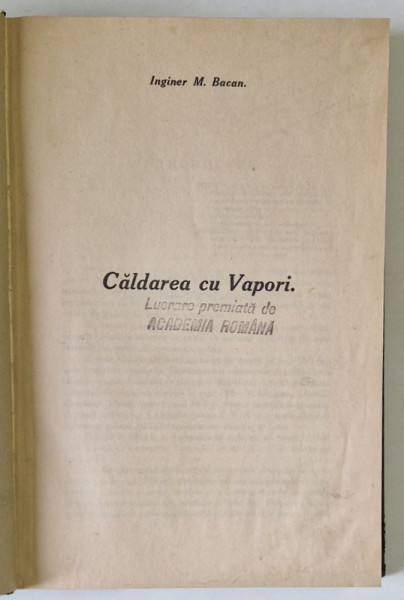 Inginer M. Bacan.
Căldarea cu Vapori.
Lucrare premiată de
ACADEMIA ROMÂNĂ